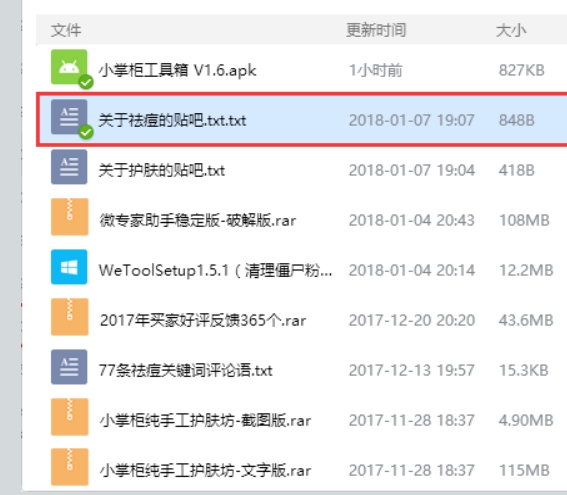 文件 更新时间 大小
小掌柜工具箱 V1.6.apk 1小时前 827KB
关于祛痘的贴吧.txt.txt 2018-01-07 19:07 848B
关于护肤的贴吧.txt 2018-01-07 19:04 418B
微专家助手稳定版-破解版.rar 2018-01-04 20:43 108MB
WeToolSetup1.5.1（清理僵尸粉... 2018-01-04 20:14 12.2MB
2017年买家好评反馈365个.rar 2017-12-20 20:20 43.6MB
77条祛痘关键词评论语.txt 2017-12-13 19:57 15.3KB
小掌柜纯手工护肤坊-截图版.rar 2017-11-28 18:37 4.90MB
小掌柜纯手工护肤坊-文字版.rar 2017-11-28 18:37 115MB